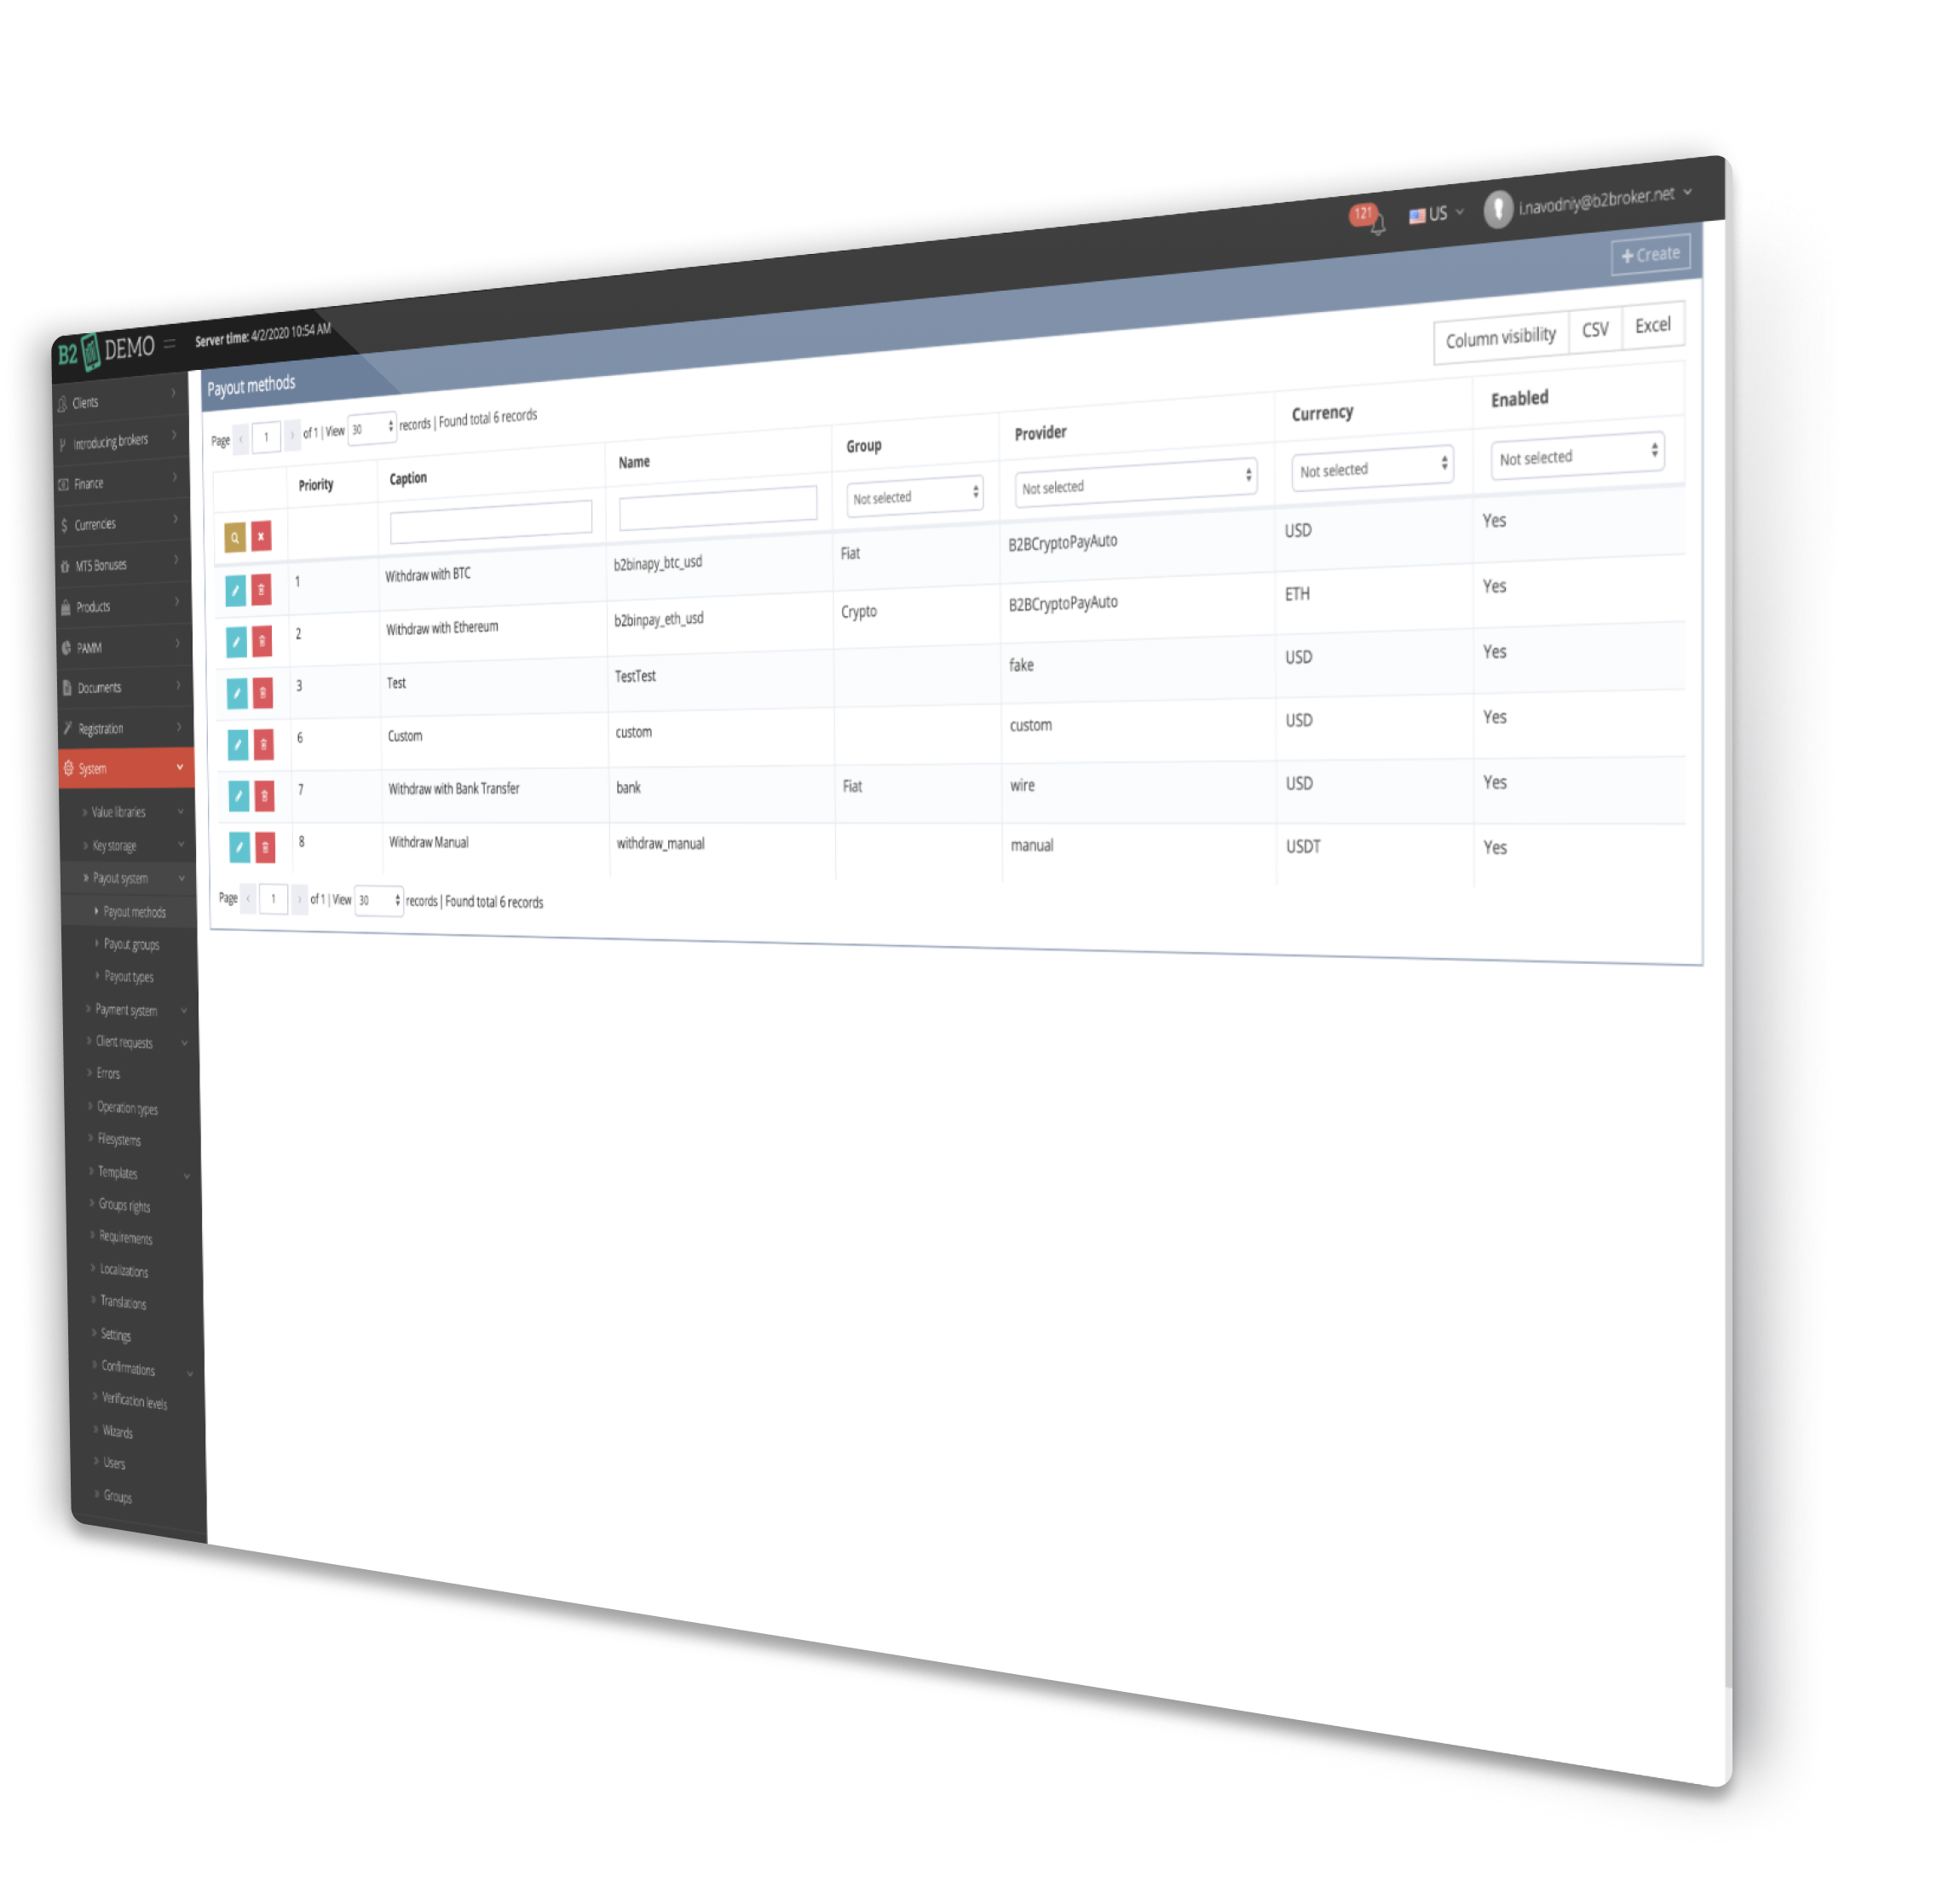 B2 DEMO
Server time: 4/2/2020 10:54 AM
121
US
i.navodniy@b2broker.net
Clients
Introducing brokers
Finance
Currencies
MT5 Bonuses
Products
PAMM
Documents
Registration
System
Value libraries
Key storage
Payout system
Payout methods
Payout groups
Payout types
Payment system
Client requests
Errors
Operation types
Filesystems
Templates
Groups rights
Requirements
Localizations
Translations
Settings
Confirmations
Verification levels
Wizards
Users
Groups
Payout methods
Create
Column visibility CSV Excel
Page 1 of 1 | View 30 records | Found total 6 records
Priority Caption Name Group Provider Currency Enabled
Not selected Not selected Not selected Not selected
1 Withdraw with BTC b2binapy_btc_usd Fiat B2BCryptoPayAuto USD Yes
2 Withdraw with Ethereum b2binpay_eth_usd Crypto B2BCryptoPayAuto ETH Yes
3 Test TestTest fake USD Yes
6 Custom custom custom USD Yes
7 Withdraw with Bank Transfer bank Fiat wire USD Yes
8 Withdraw Manual withdraw_manual manual USDT Yes
Page 1 of 1 | View 30 records | Found total 6 records